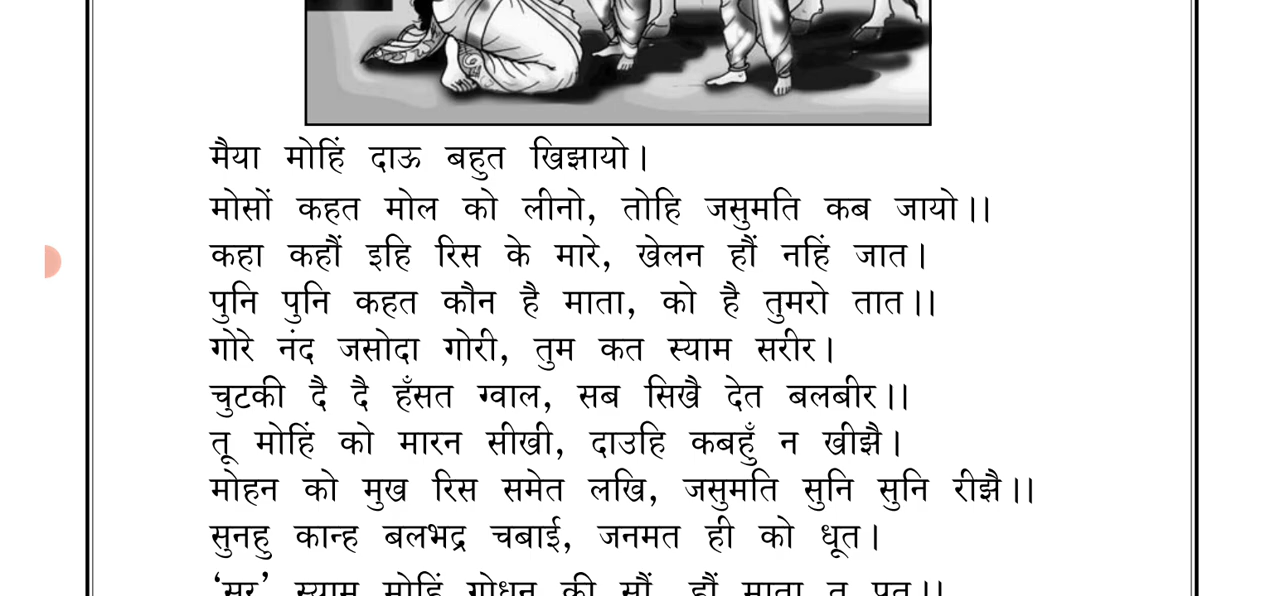 मैया मोहिं दाऊ बहुत खिझायो।
मोसों कहत मोल को लीनो, तोहि जसुमति कब जायो।।
कहा कहौं इहि रिस के मारे, खेलन हौं नहिं जात।
पुनि पुनि कहत कौन है माता, को है तुमरो तात।।
गोरे नंद जसोदा गोरी, तुम कत स्याम सरीर।
चुटकी दै दै हँसत ग्वाल, सब सिखै देत बलबीर।।
तू मोहिं को मारन सीखी, दाउहि कबहुँ न खीझै।
मोहन को मुख रिस समेत लखि, जसुमति सुनि सुनि रीझै।।
सुनहु कान्ह बलभद्र चबाई, जनमत ही को धूत।
‘सूर’ स्याम मोहिं गोधन की सौं, हौं माता तू पूत।।